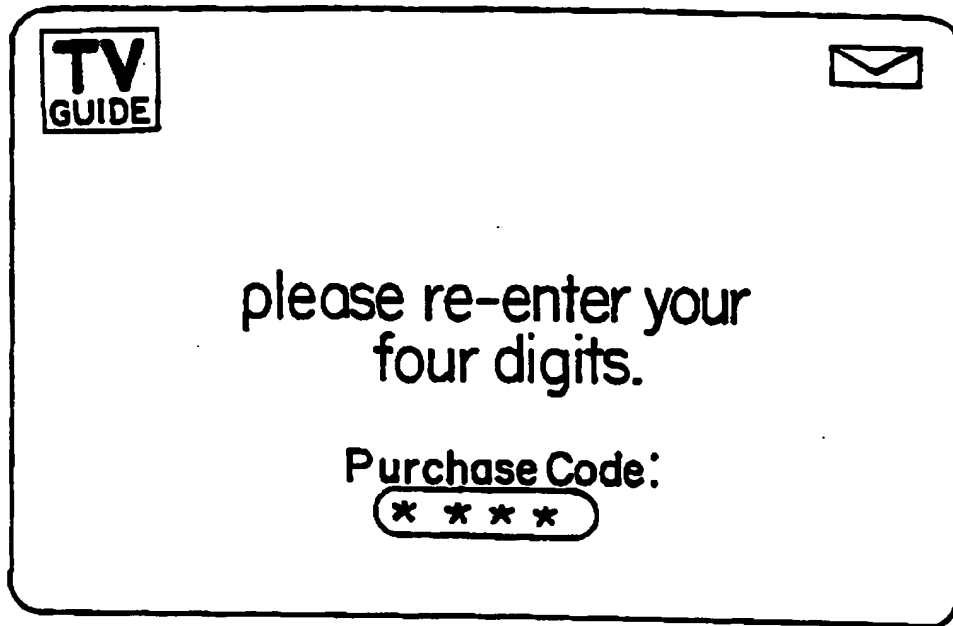 TV
GUIDE
please re-enter your
four digits.
Purchase Code:
* * * *